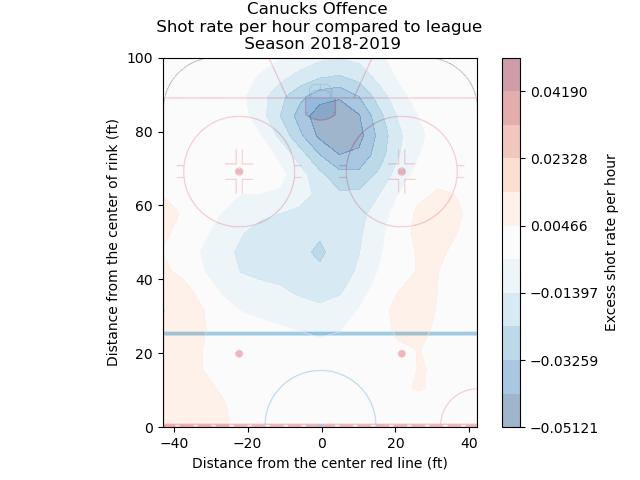 Canucks Offence
Shot rate per hour compared to league
Season 2018-2019
100
80
60
40
20
0
Distance from the center of rink (ft)
−40
−20
0
20
40
Distance from the center red line (ft)
0.04190
0.02328
0.00466
−0.01397
−0.03259
−0.05121
Excess shot rate per hour